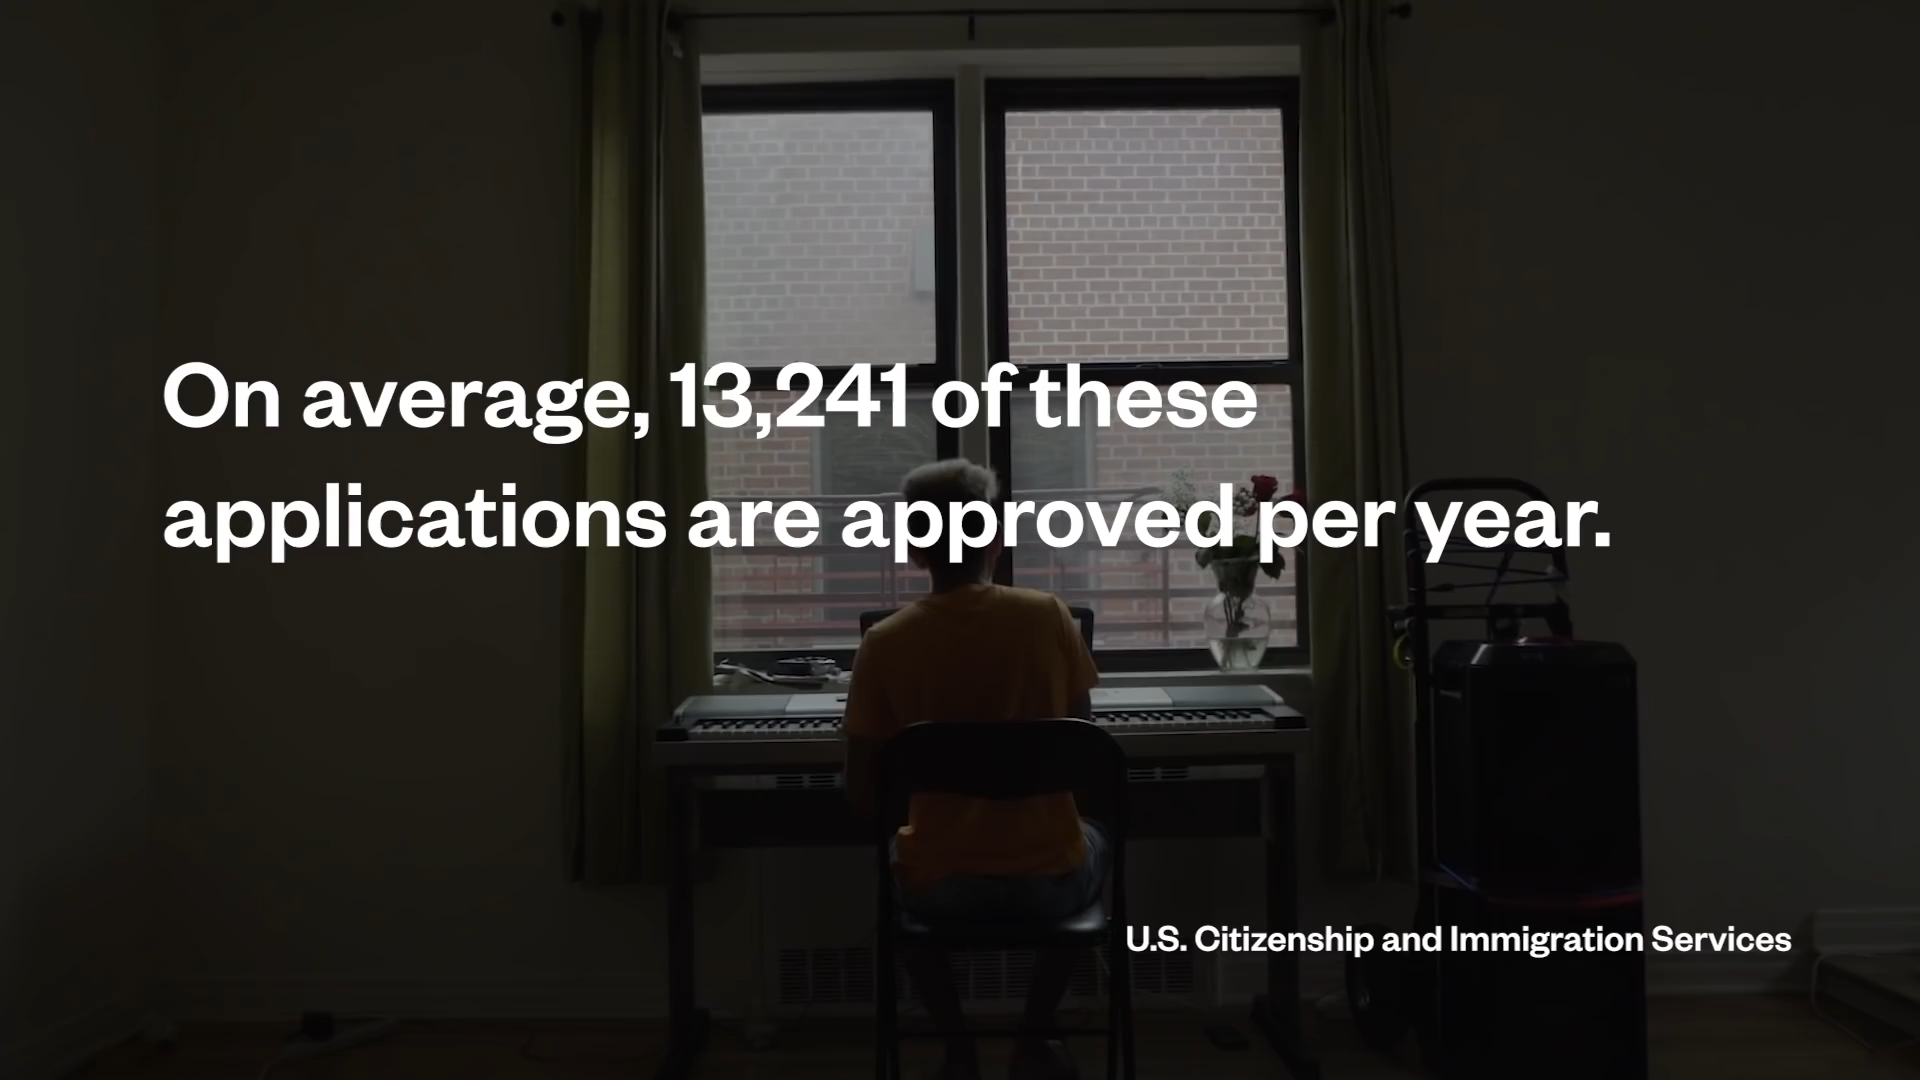 On average, 13,241 of these
applications are approved per year.
U.S. Citizenship and Immigration Services